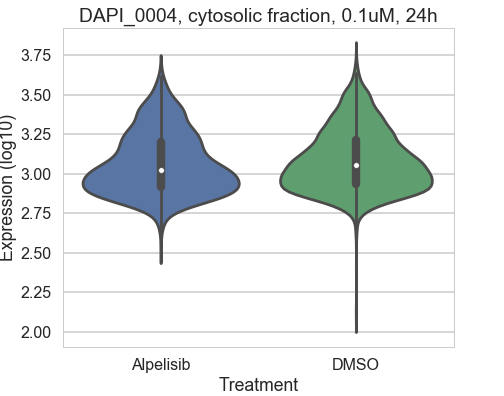 DAPI_0004, cytosolic fraction, 0.1uM, 24h
Expression (log10)
3.75
3.50
3.25
3.00
2.75
2.50
2.25
2.00
Alpelisib DMSO
Treatment